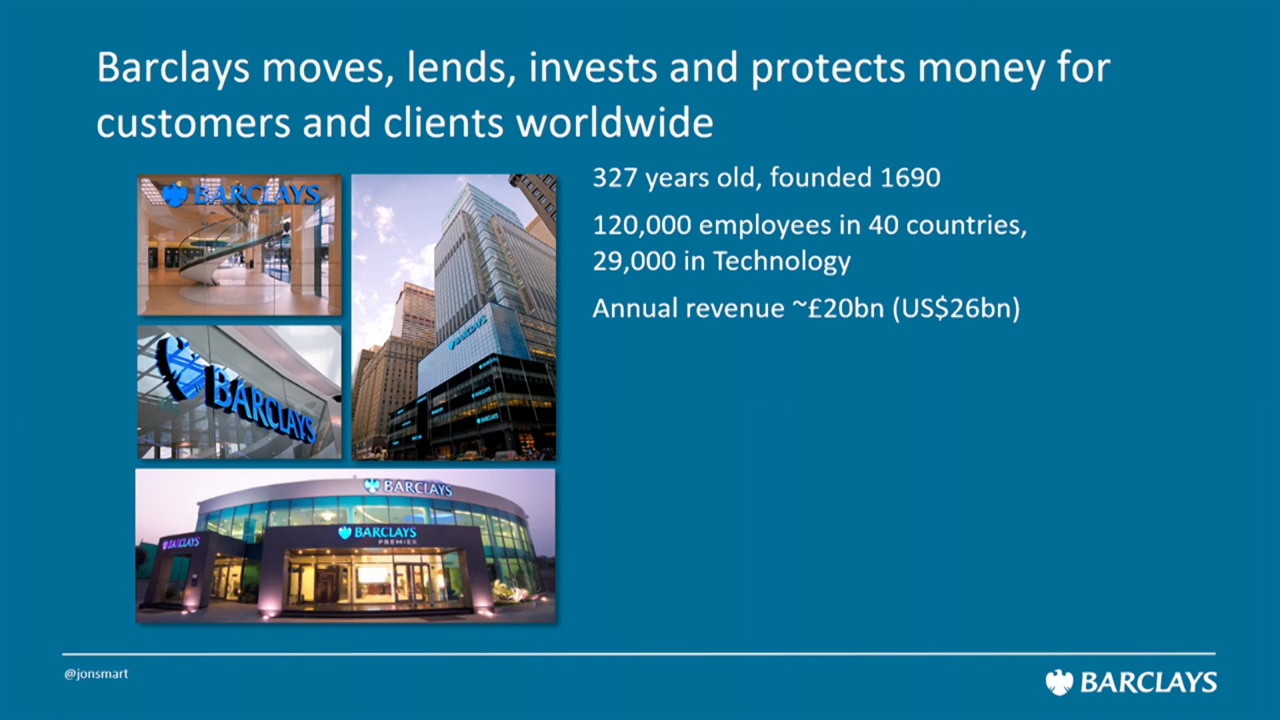 Barclays moves, lends, invests and protects money for
customers and clients worldwide
327 years old, founded 1690
120,000 employees in 40 countries,
29,000 in Technology
Annual revenue ~£20bn (US$26bn)
BARCLAYS
BARCLAYS
BARCLAYS
BARCLAYS
BARCLAYS
PREMIER
BARCLAYS
@jonsmart
BARCLAYS